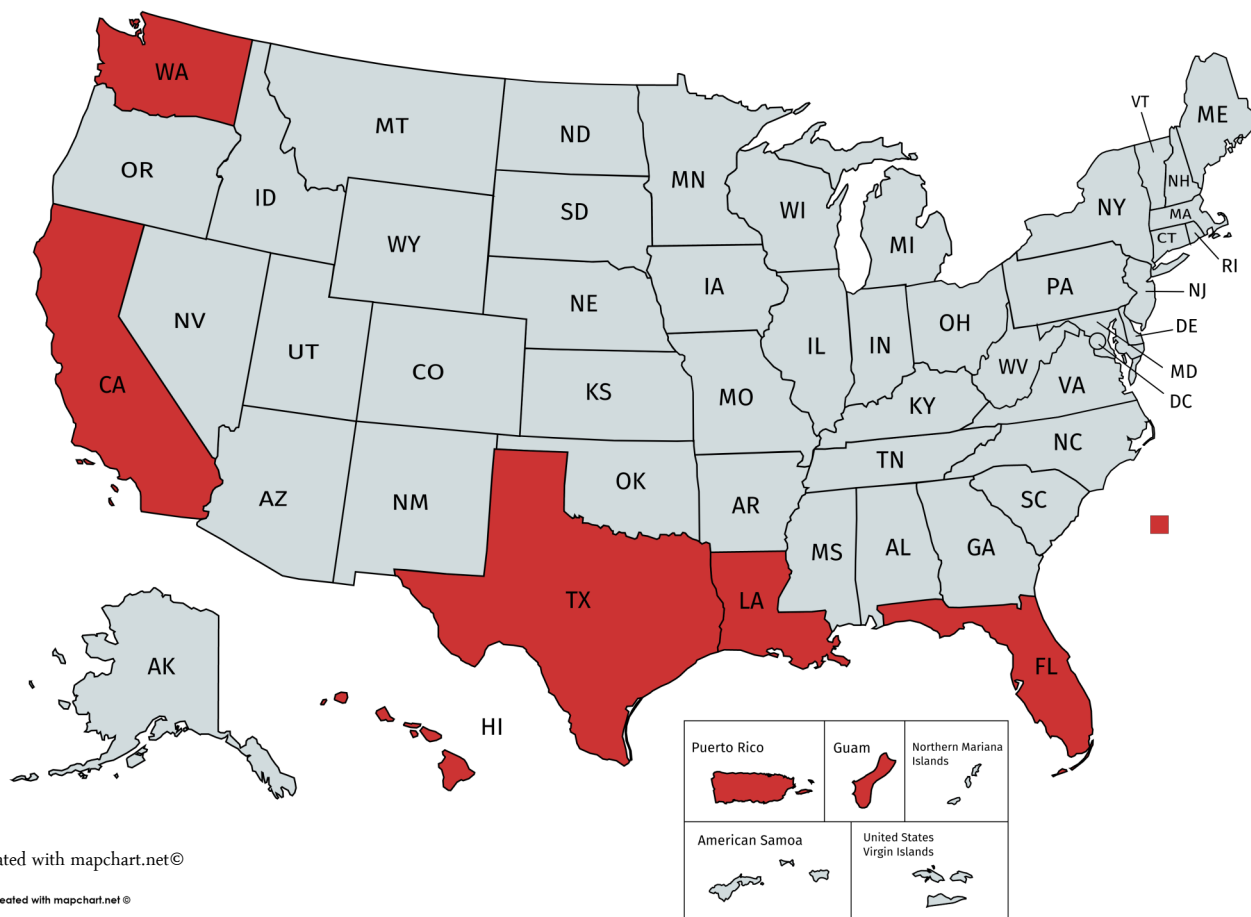 WA
MT
ND
MN
VT
ME
OR
ID
SD
WI
MI
NY
NH
MA
CT
RI
WY
IA
PA
NJ
NE
NV
UT
CO
IL
IN
OH
DE
MD
DC
CA
KS
MO
WV
VA
KY
NC
TN
AZ
NM
OK
AR
SC
MS
AL
GA
TX
LA
FL
AK
HI
Puerto Rico
Guam
Northern Mariana
Islands
American Samoa
United States
Virgin Islands
ated with mapchart.net©
eated with mapchart.net ©